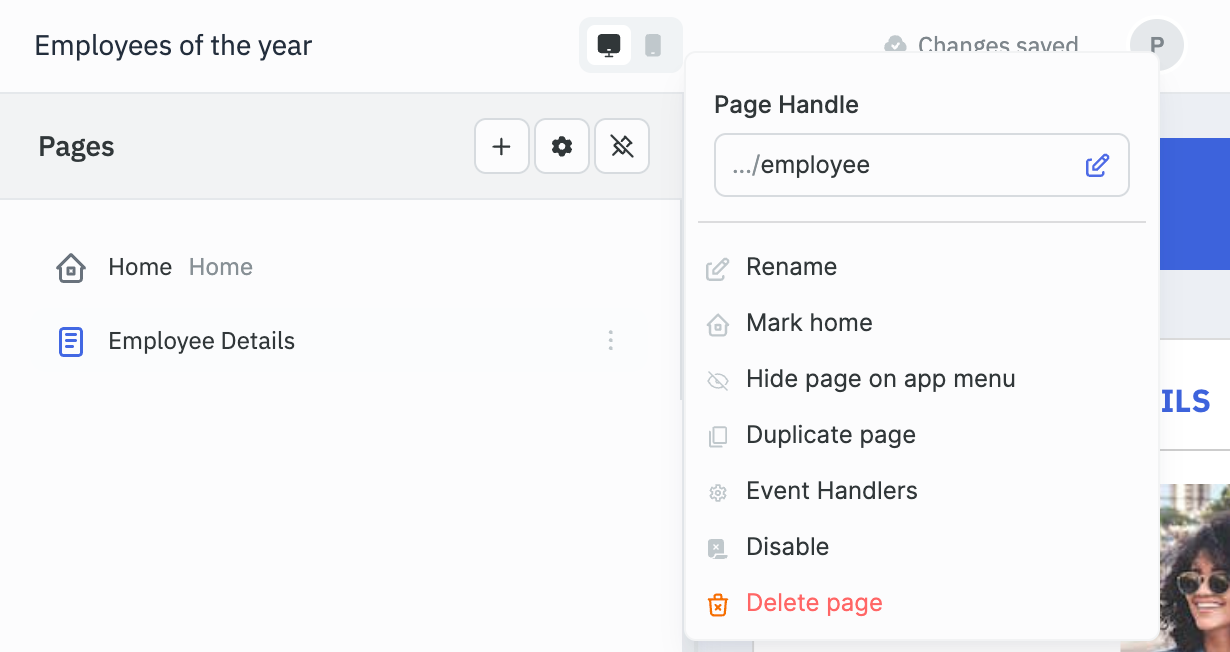 Employees of the year
Changes saved
P
Pages
Page Handle
.../employee
Home Home
Employee Details
Rename
Mark home
Hide page on app menu
Duplicate page
Event Handlers
Disable
Delete page
ILS